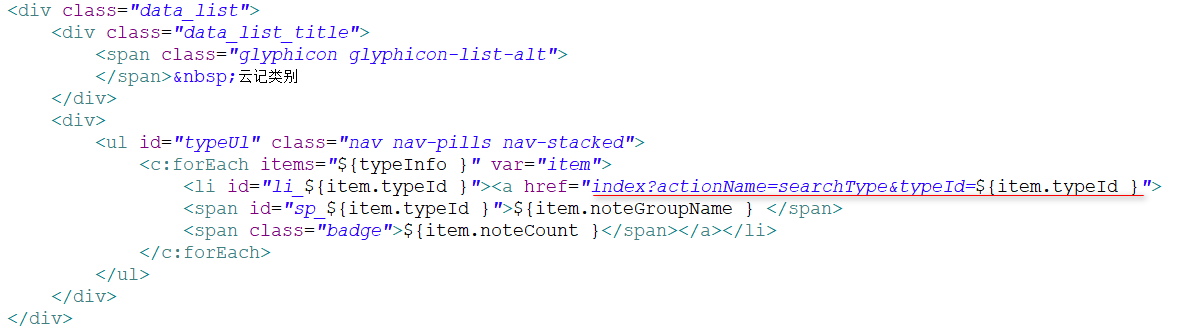 <div class="data_list">
<div class="data_list_title">
<span class="glyphicon glyphicon-list-alt">
</span>&nbsp;云记类别
</div>
<div>
<ul id="typeUl" class="nav nav-pills nav-stacked">
<c:forEach items="${typeInfo }" var="item">
<li id="li_${item.typeId }"><a href="index?actionName=searchType&typeId=${item.typeId }">
<span id="sp_${item.typeId }">${item.noteGroupName } </span>
<span class="badge">${item.noteCount }</span></a></li>
</c:forEach>
</ul>
</div>
</div>